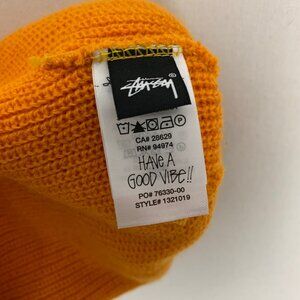 STÜSSY
CA# 28629
RN# 94974
HAVE A
GOOD VIBE!!
PO# 76330-00
STYLE# 1321019